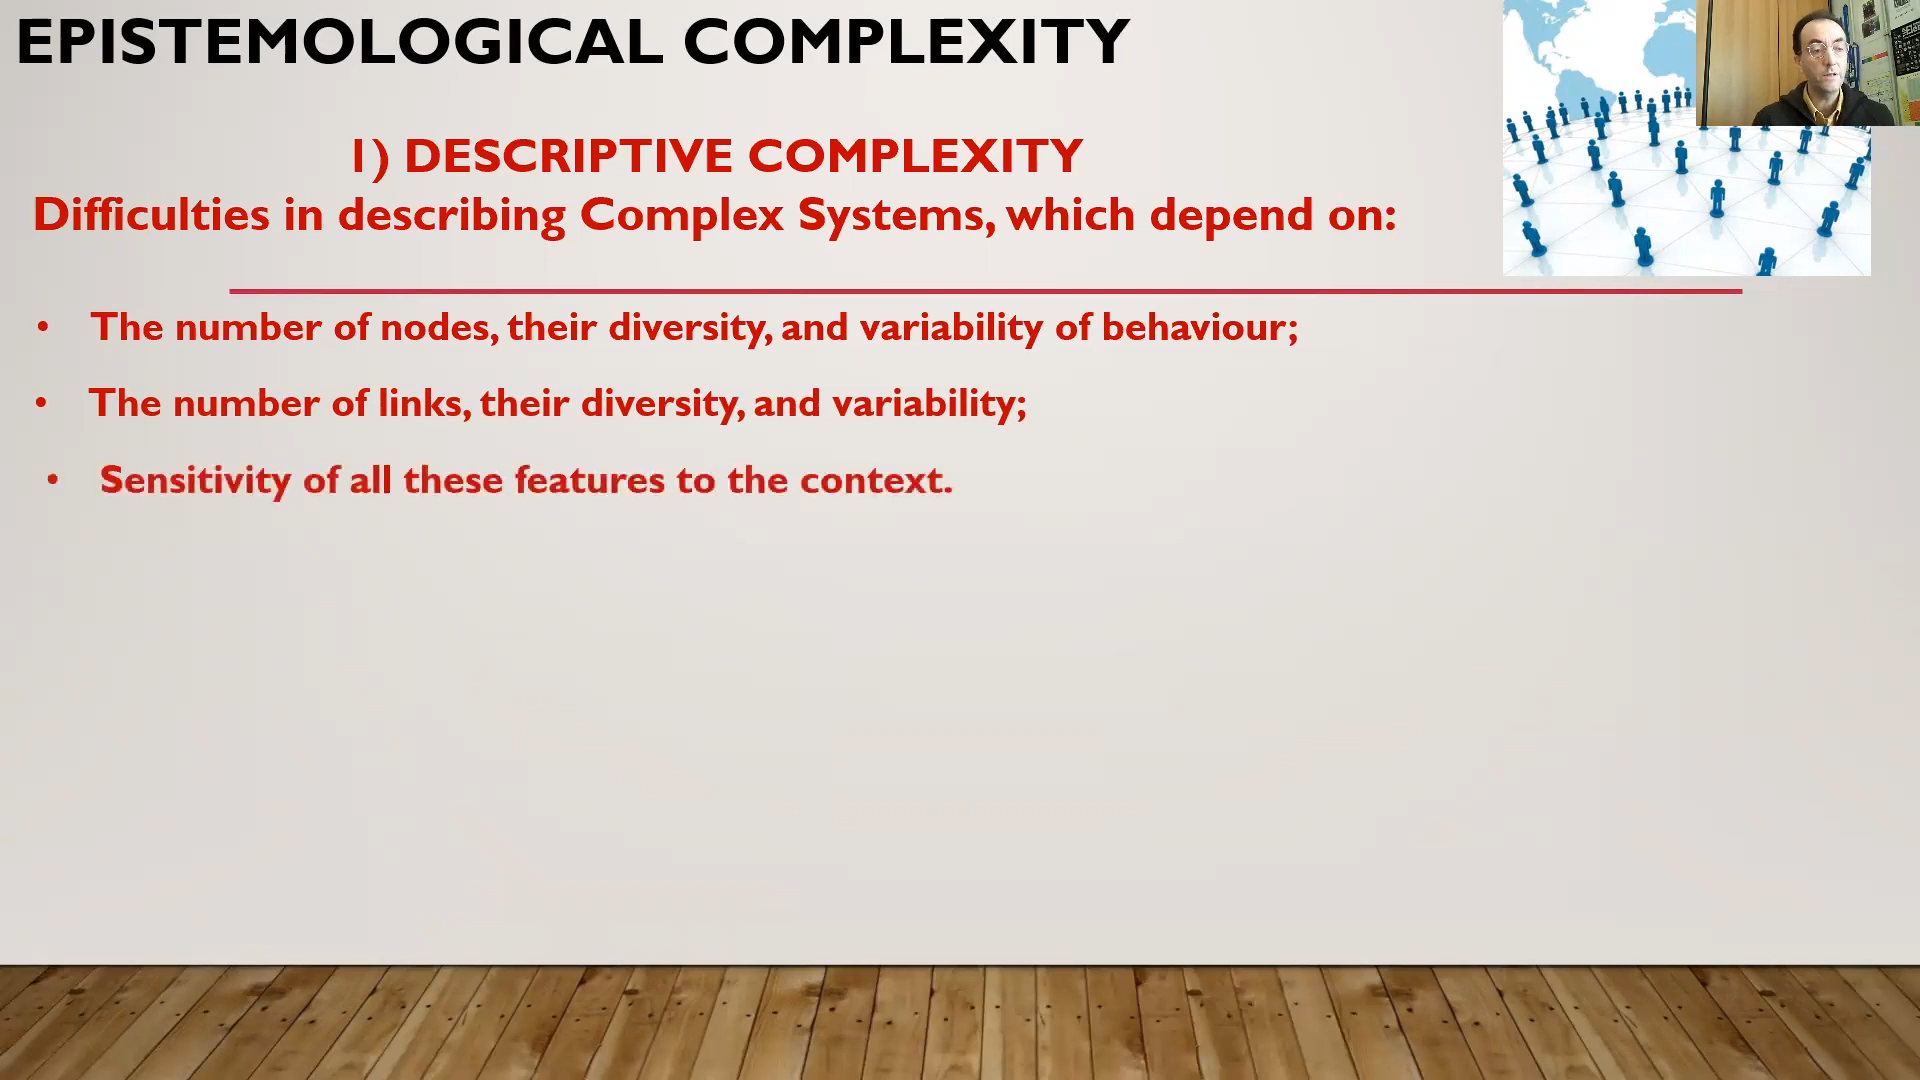 EPISTEMOLOGICAL COMPLEXITY
1) DESCRIPTIVE COMPLEXITY
Difficulties in describing Complex Systems, which depend on:
• The number of nodes, their diversity, and variability of behaviour;
• The number of links, their diversity, and variability;
• Sensitivity of all these features to the context.